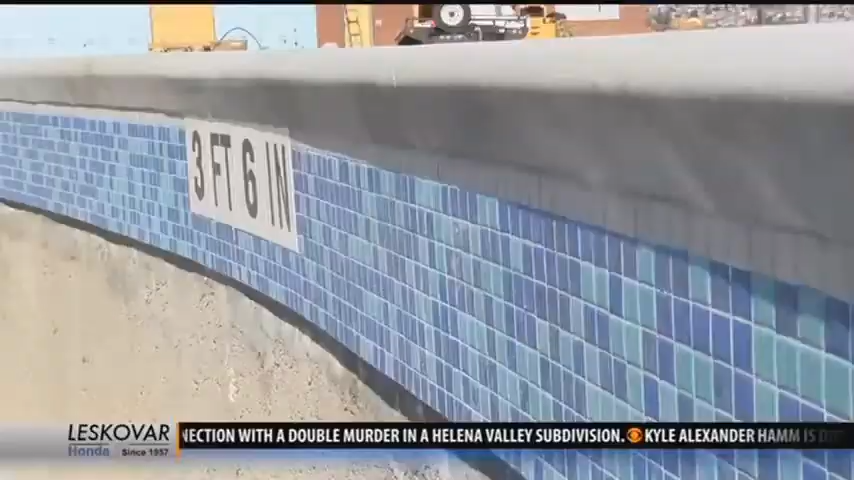 3 FT 6 IN
LESKOVAR
Honda Since 1957
NECTION WITH A DOUBLE MURDER IN A HELENA VALLEY SUBDIVISION. KYLE ALEXANDER HAMM IS